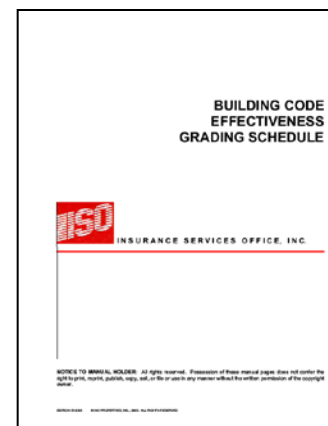 BUILDING CODE
EFFECTIVENESS
GRADING SCHEDULE
ISO
INSURANCE SERVICES OFFICE, INC.
NOTICE TO MANUAL HOLDER: All rights reserved. Possession of these manual pages does not confer the
right to print, reprint, publish, copy, sell, or file or use in any manner without the written permission of the copyright
owner.